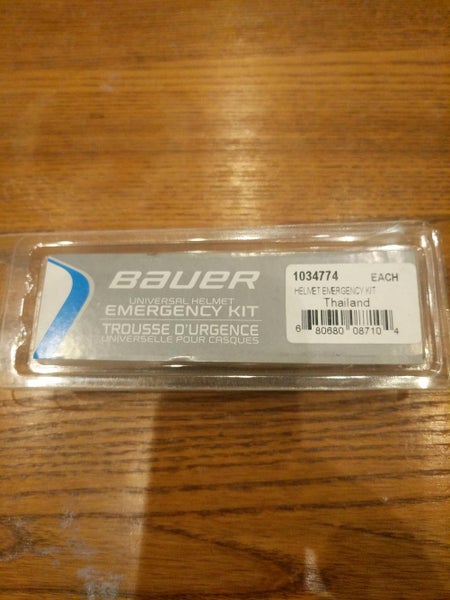 BAUER
UNIVERSAL HELMET
EMERGENCY KIT
TROUSSE D'URGENCE
UNIVERSELLE POUR CASQUES
1034774 EACH
HELMET EMERGENCY KIT
Thailand
6 80680 08710 4